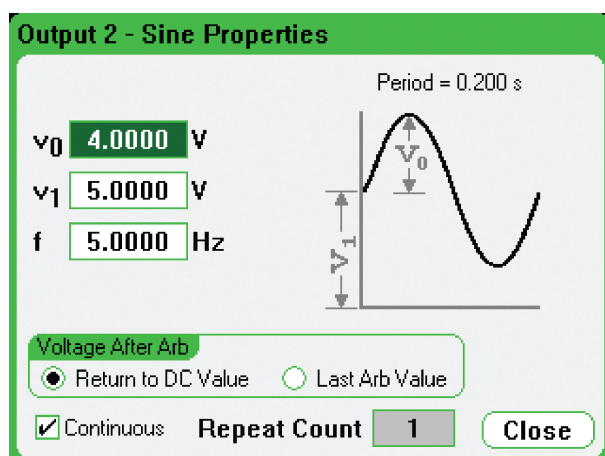 Output 2 - Sine Properties
Period = 0.200 s
v0 4.0000 V
v1 5.0000 V
f 5.0000 Hz
V0
V1
Voltage After Arb
Return to DC Value Last Arb Value
Continuous Repeat Count 1 Close